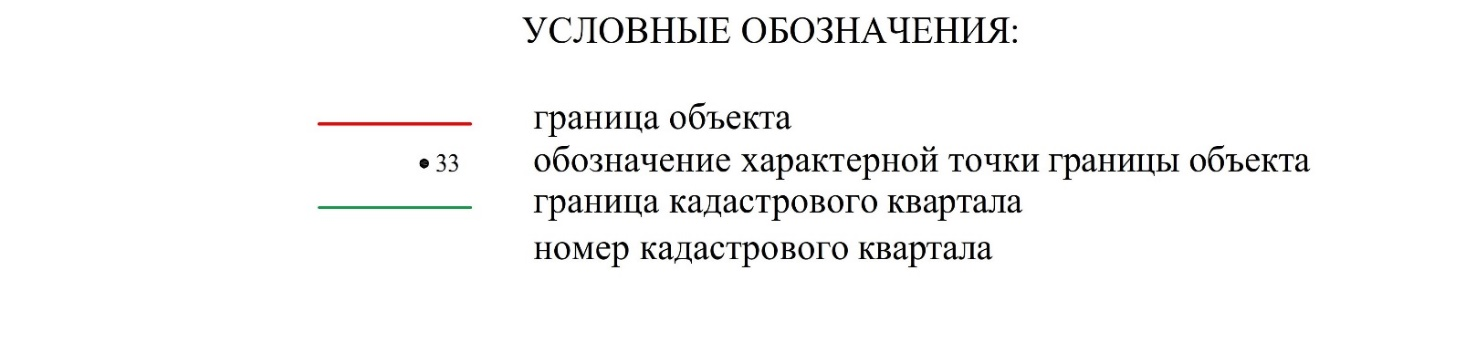 УСЛОВНЫЕ ОБОЗНАЧЕНИЯ:
граница объекта
33 обозначение характерной точки границы объекта
граница кадастрового квартала
номер кадастрового квартала